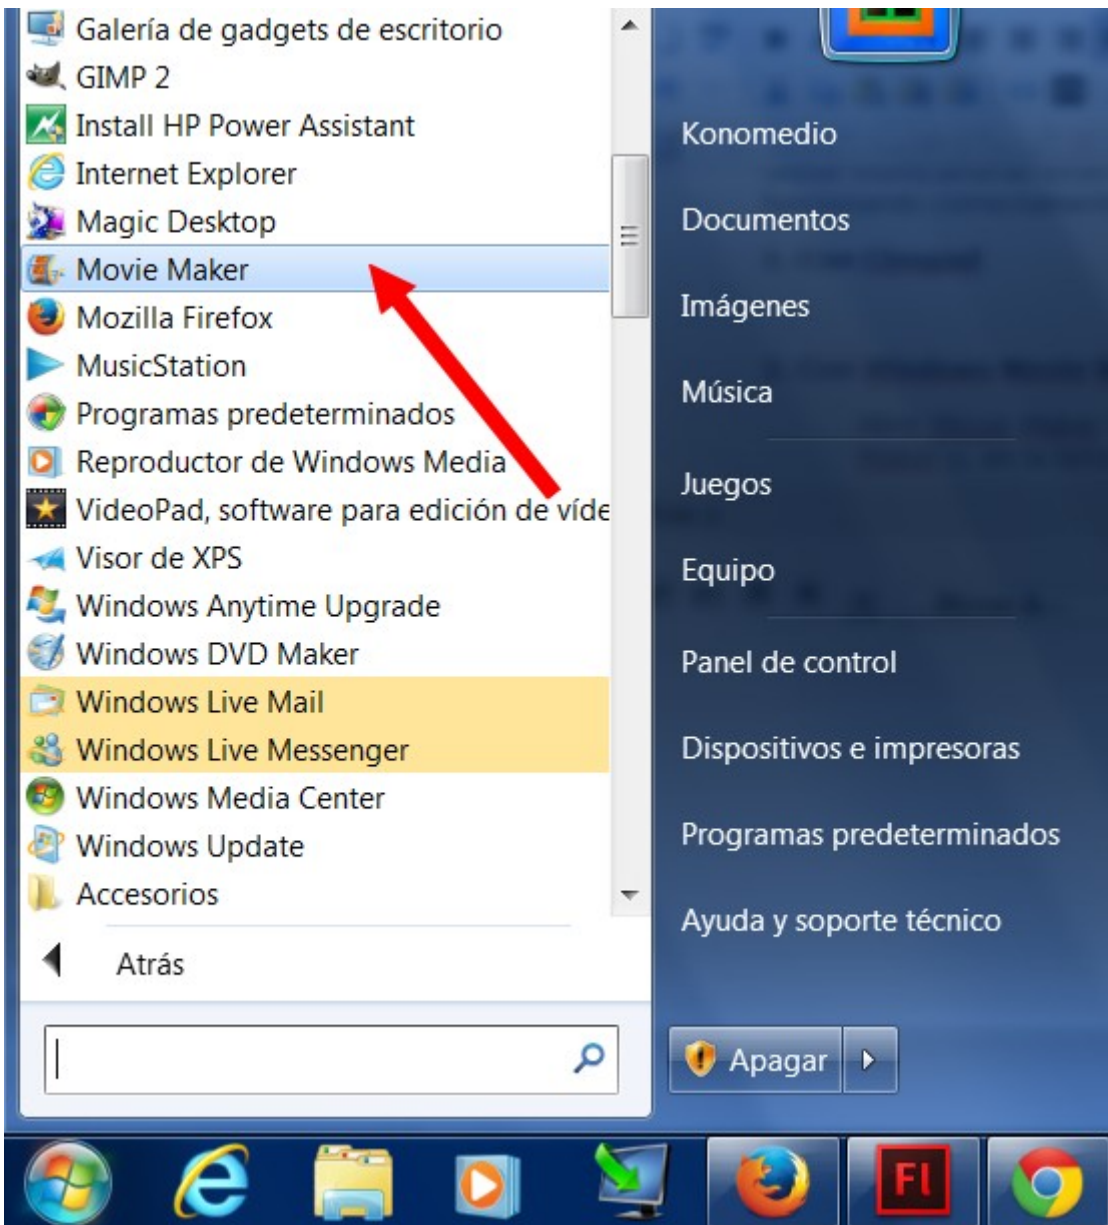 Galería de gadgets de escritorio
GIMP 2
Install HP Power Assistant
Internet Explorer
Magic Desktop
Movie Maker
Mozilla Firefox
MusicStation
Programas predeterminados
Reproductor de Windows Media
VideoPad, software para edición de víde
Visor de XPS
Windows Anytime Upgrade
Windows DVD Maker
Windows Live Mail
Windows Live Messenger
Windows Media Center
Windows Update
Accesorios
Atrás
Konomedio
Documentos
Imágenes
Música
Juegos
Equipo
Panel de control
Dispositivos e impresoras
Programas predeterminados
Ayuda y soporte técnico
Apagar
Fl